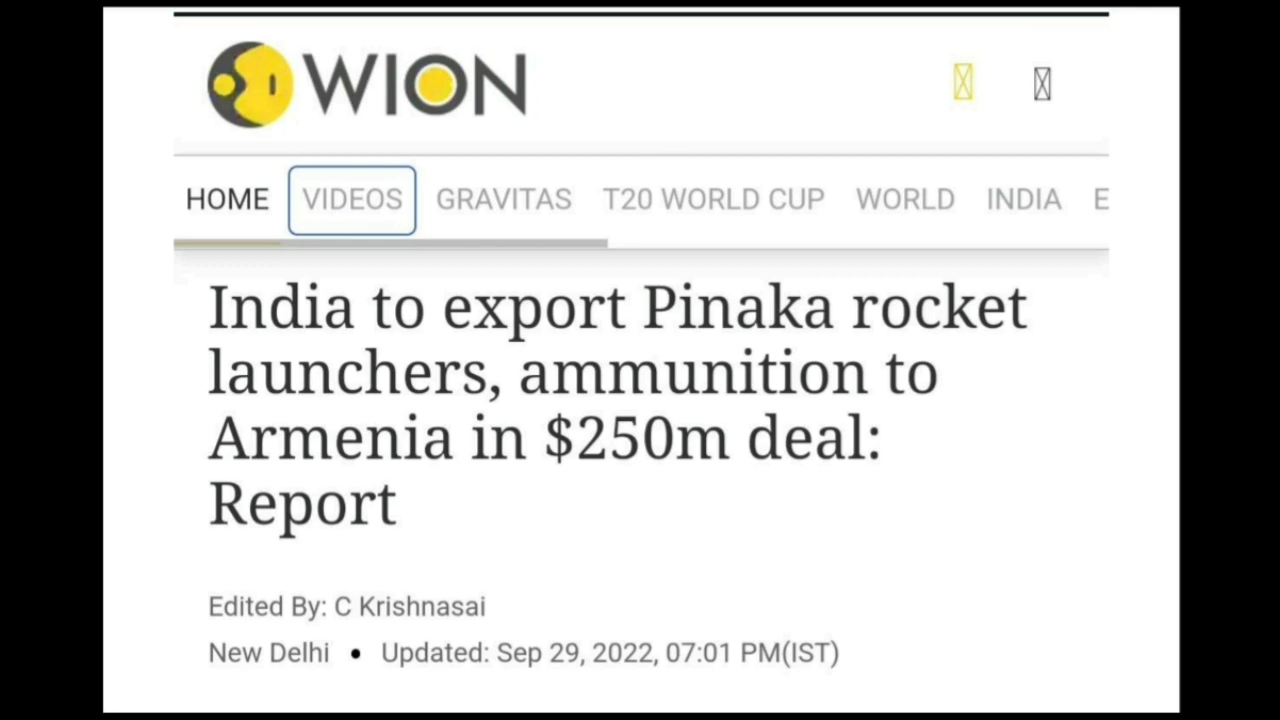 WION
HOME VIDEOS GRAVITAS T20 WORLD CUP WORLD INDIA E
India to export Pinaka rocket
launchers, ammunition to
Armenia in $250m deal:
Report
Edited By: C Krishnasai
New Delhi • Updated: Sep 29, 2022, 07:01 PM(IST)